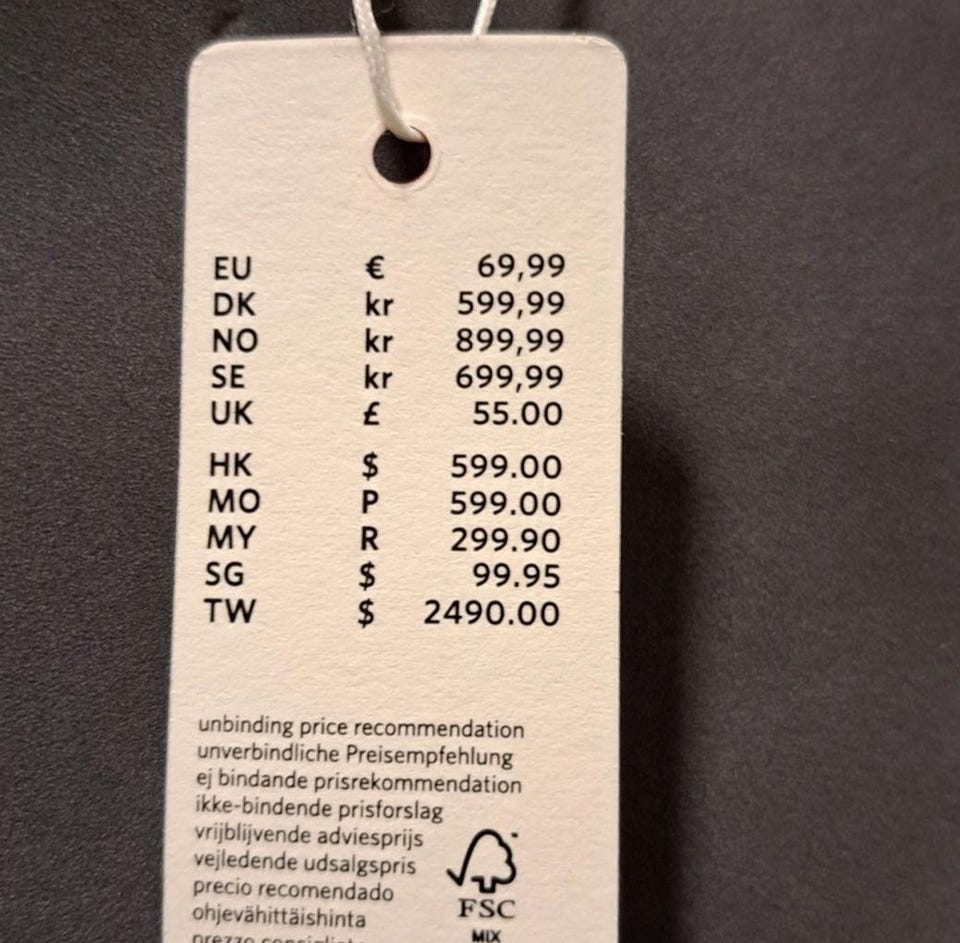 EU € 69,99
DK kr 599,99
NO kr 899,99
SE kr 699,99
UK £ 55.00
HK $ 599.00
MO P 599.00
MY R 299.90
SG $ 99.95
TW $ 2490.00
unbinding price recommendation
unverbindliche Preisempfehlung
ej bindande prisrekommendation
ikke-bindende prisforslag
vrijblijvende adviesprijs
vejledende udsalgspris
precio recomendado
ohjevähittäishinta
prezzo
FSC
MIX